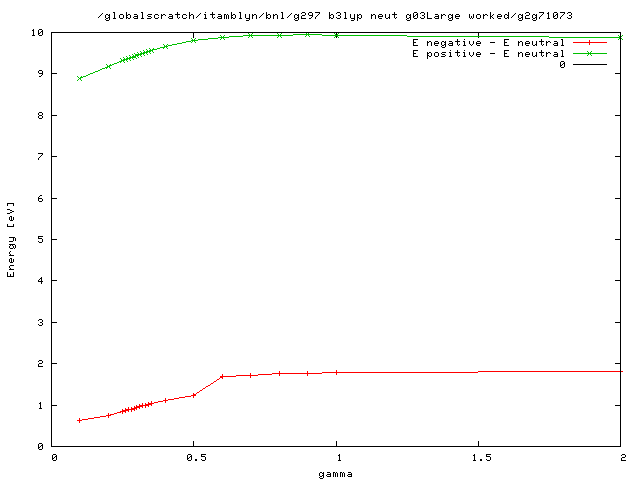 /globalscratch/itamblyn/bnl/g297 b3lyp neut g03Large worked/g2g71073
E negative - E neutral
E positive - E neutral
0
10
9
8
7
6
5
4
3
2
1
0
Energy [eV]
0 0.5 1 1.5 2
gamma